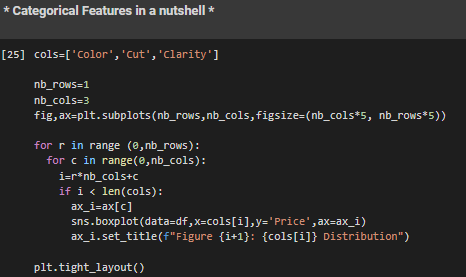 * Categorical Features in a nutshell *
[25] cols=['Color','Cut','Clarity']
nb_rows=1
nb_cols=3
fig,ax=plt.subplots(nb_rows,nb_cols,figsize=(nb_cols*5, nb_rows*5))
for r in range (0,nb_rows):
  for c in range(0,nb_cols):
    i=r*nb_cols+c
    if i < len(cols):
      ax_i=ax[c]
      sns.boxplot(data=df,x=cols[i],y='Price',ax=ax_i)
      ax_i.set_title(f"Figure {i+1}: {cols[i]} Distribution")
plt.tight_layout()